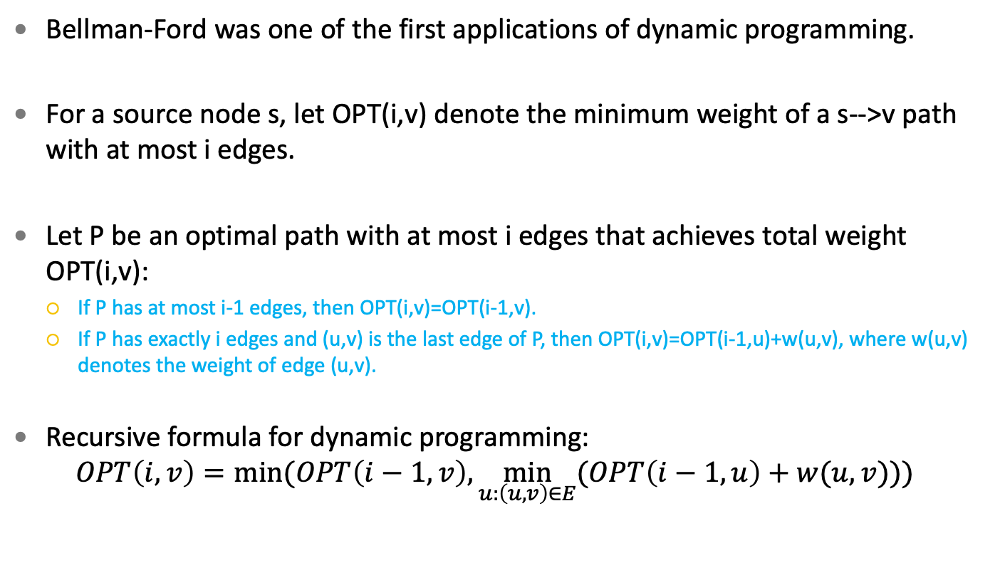 • Bellman-Ford was one of the first applications of dynamic programming.
• For a source node s, let OPT(i,v) denote the minimum weight of a s-->v path
with at most i edges.
• Let P be an optimal path with at most i edges that achieves total weight
OPT(i,v):
○ If P has at most i-1 edges, then OPT(i,v)=OPT(i-1,v).
○ If P has exactly i edges and (u,v) is the last edge of P, then OPT(i,v)=OPT(i-1,u)+w(u,v), where w(u,v)
denotes the weight of edge (u,v).
• Recursive formula for dynamic programming:
OPT(i, v) = min(OPT(i − 1, v), min (OPT(i − 1, u) + w(u, v)))
u:(u,v)∈E